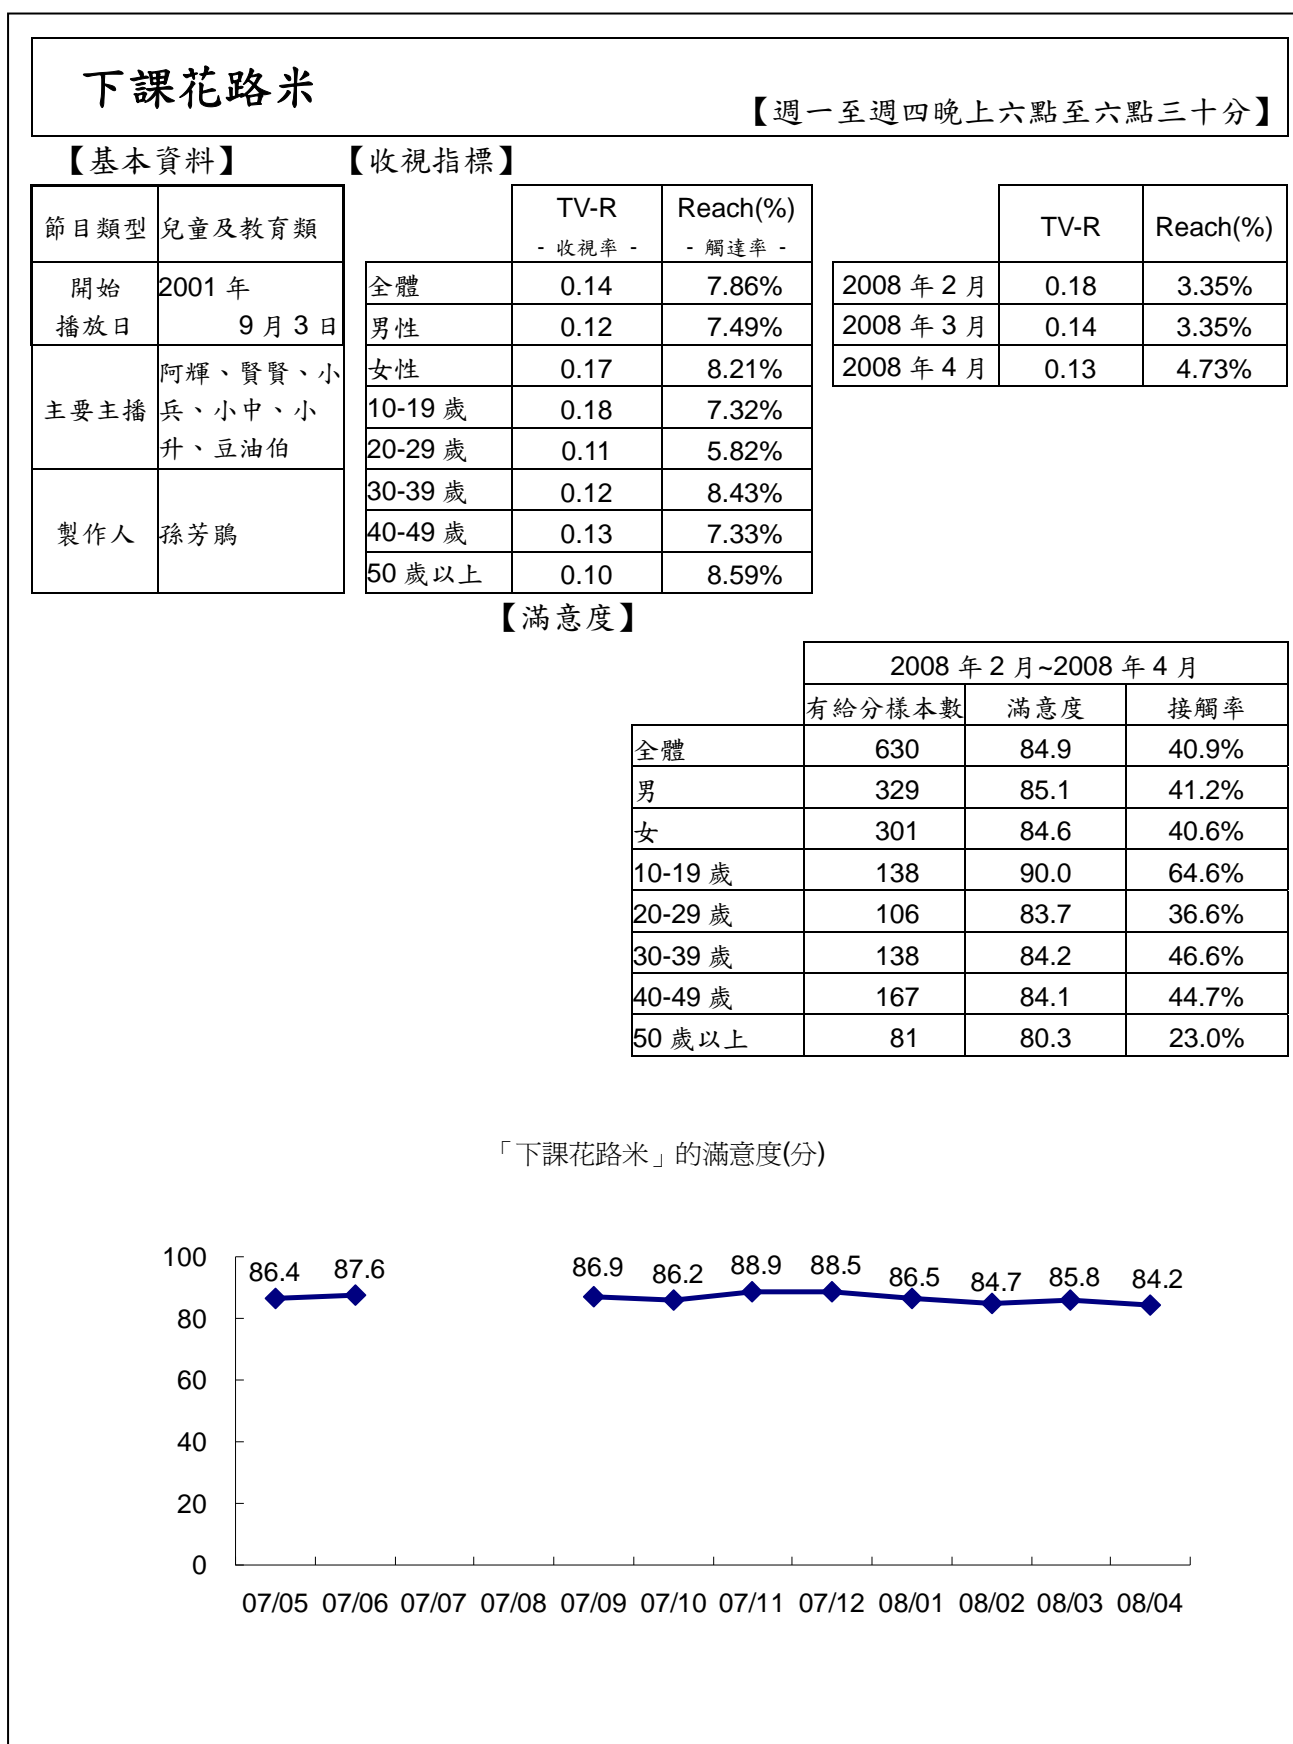 下課花路米
【週一至週四晚上六點至六點三十分】
【基本資料】 【收視指標】
節目類型 兒童及教育類
開始播放日 2001 年 9 月 3 日
主要主播 阿輝、賢賢、小兵、小中、小升、豆油伯
製作人 孫芳鵑
TV-R Reach(%)
- 收視率 - - 觸達率 -
全體 0.14 7.86%
男性 0.12 7.49%
女性 0.17 8.21%
10-19 歲 0.18 7.32%
20-29 歲 0.11 5.82%
30-39 歲 0.12 8.43%
40-49 歲 0.13 7.33%
50 歲以上 0.10 8.59%
TV-R Reach(%)
2008 年 2 月 0.18 3.35%
2008 年 3 月 0.14 3.35%
2008 年 4 月 0.13 4.73%
【滿意度】
2008 年 2 月~2008 年 4 月
有給分樣本數 滿意度 接觸率
全體 630 84.9 40.9%
男 329 85.1 41.2%
女 301 84.6 40.6%
10-19 歲 138 90.0 64.6%
20-29 歲 106 83.7 36.6%
30-39 歲 138 84.2 46.6%
40-49 歲 167 84.1 44.7%
50 歲以上 81 80.3 23.0%
「下課花路米」的滿意度(分)
100
80
60
40
20
0
86.4 87.6 86.9 86.2 88.9 88.5 86.5 84.7 85.8 84.2
07/05 07/06 07/07 07/08 07/09 07/10 07/11 07/12 08/01 08/02 08/03 08/04